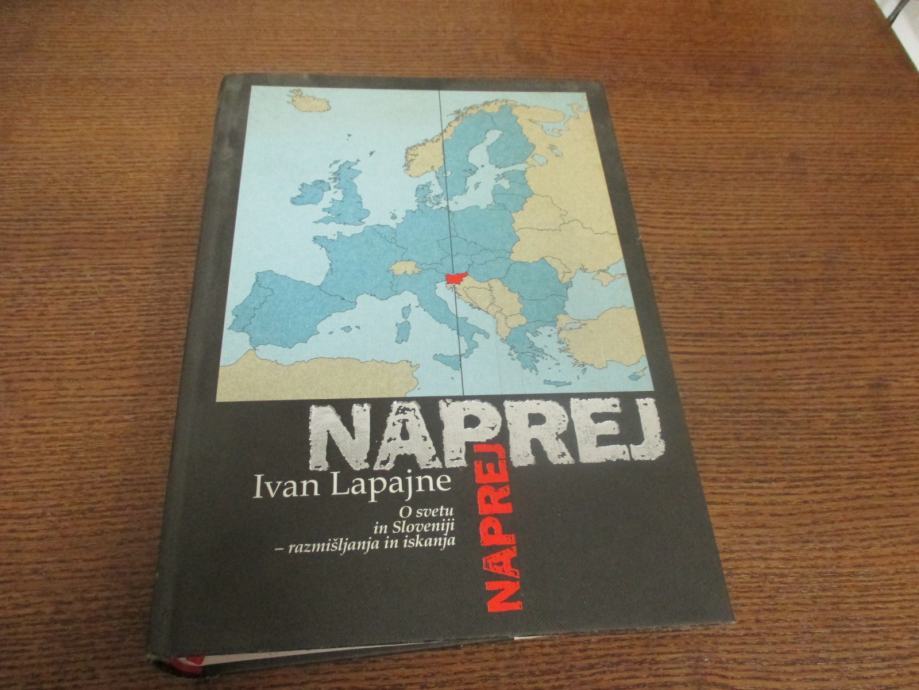 NAPREJ
NAPREJ
Ivan Lapajne
O svetu
in Sloveniji
– razmišljanja in iskanja